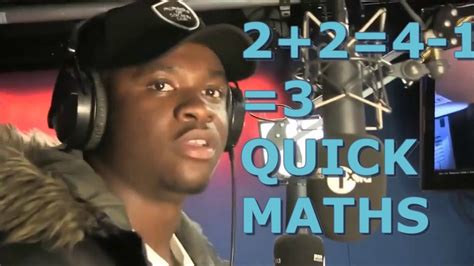 2+2=4-1
=3
QUICK
MATHS